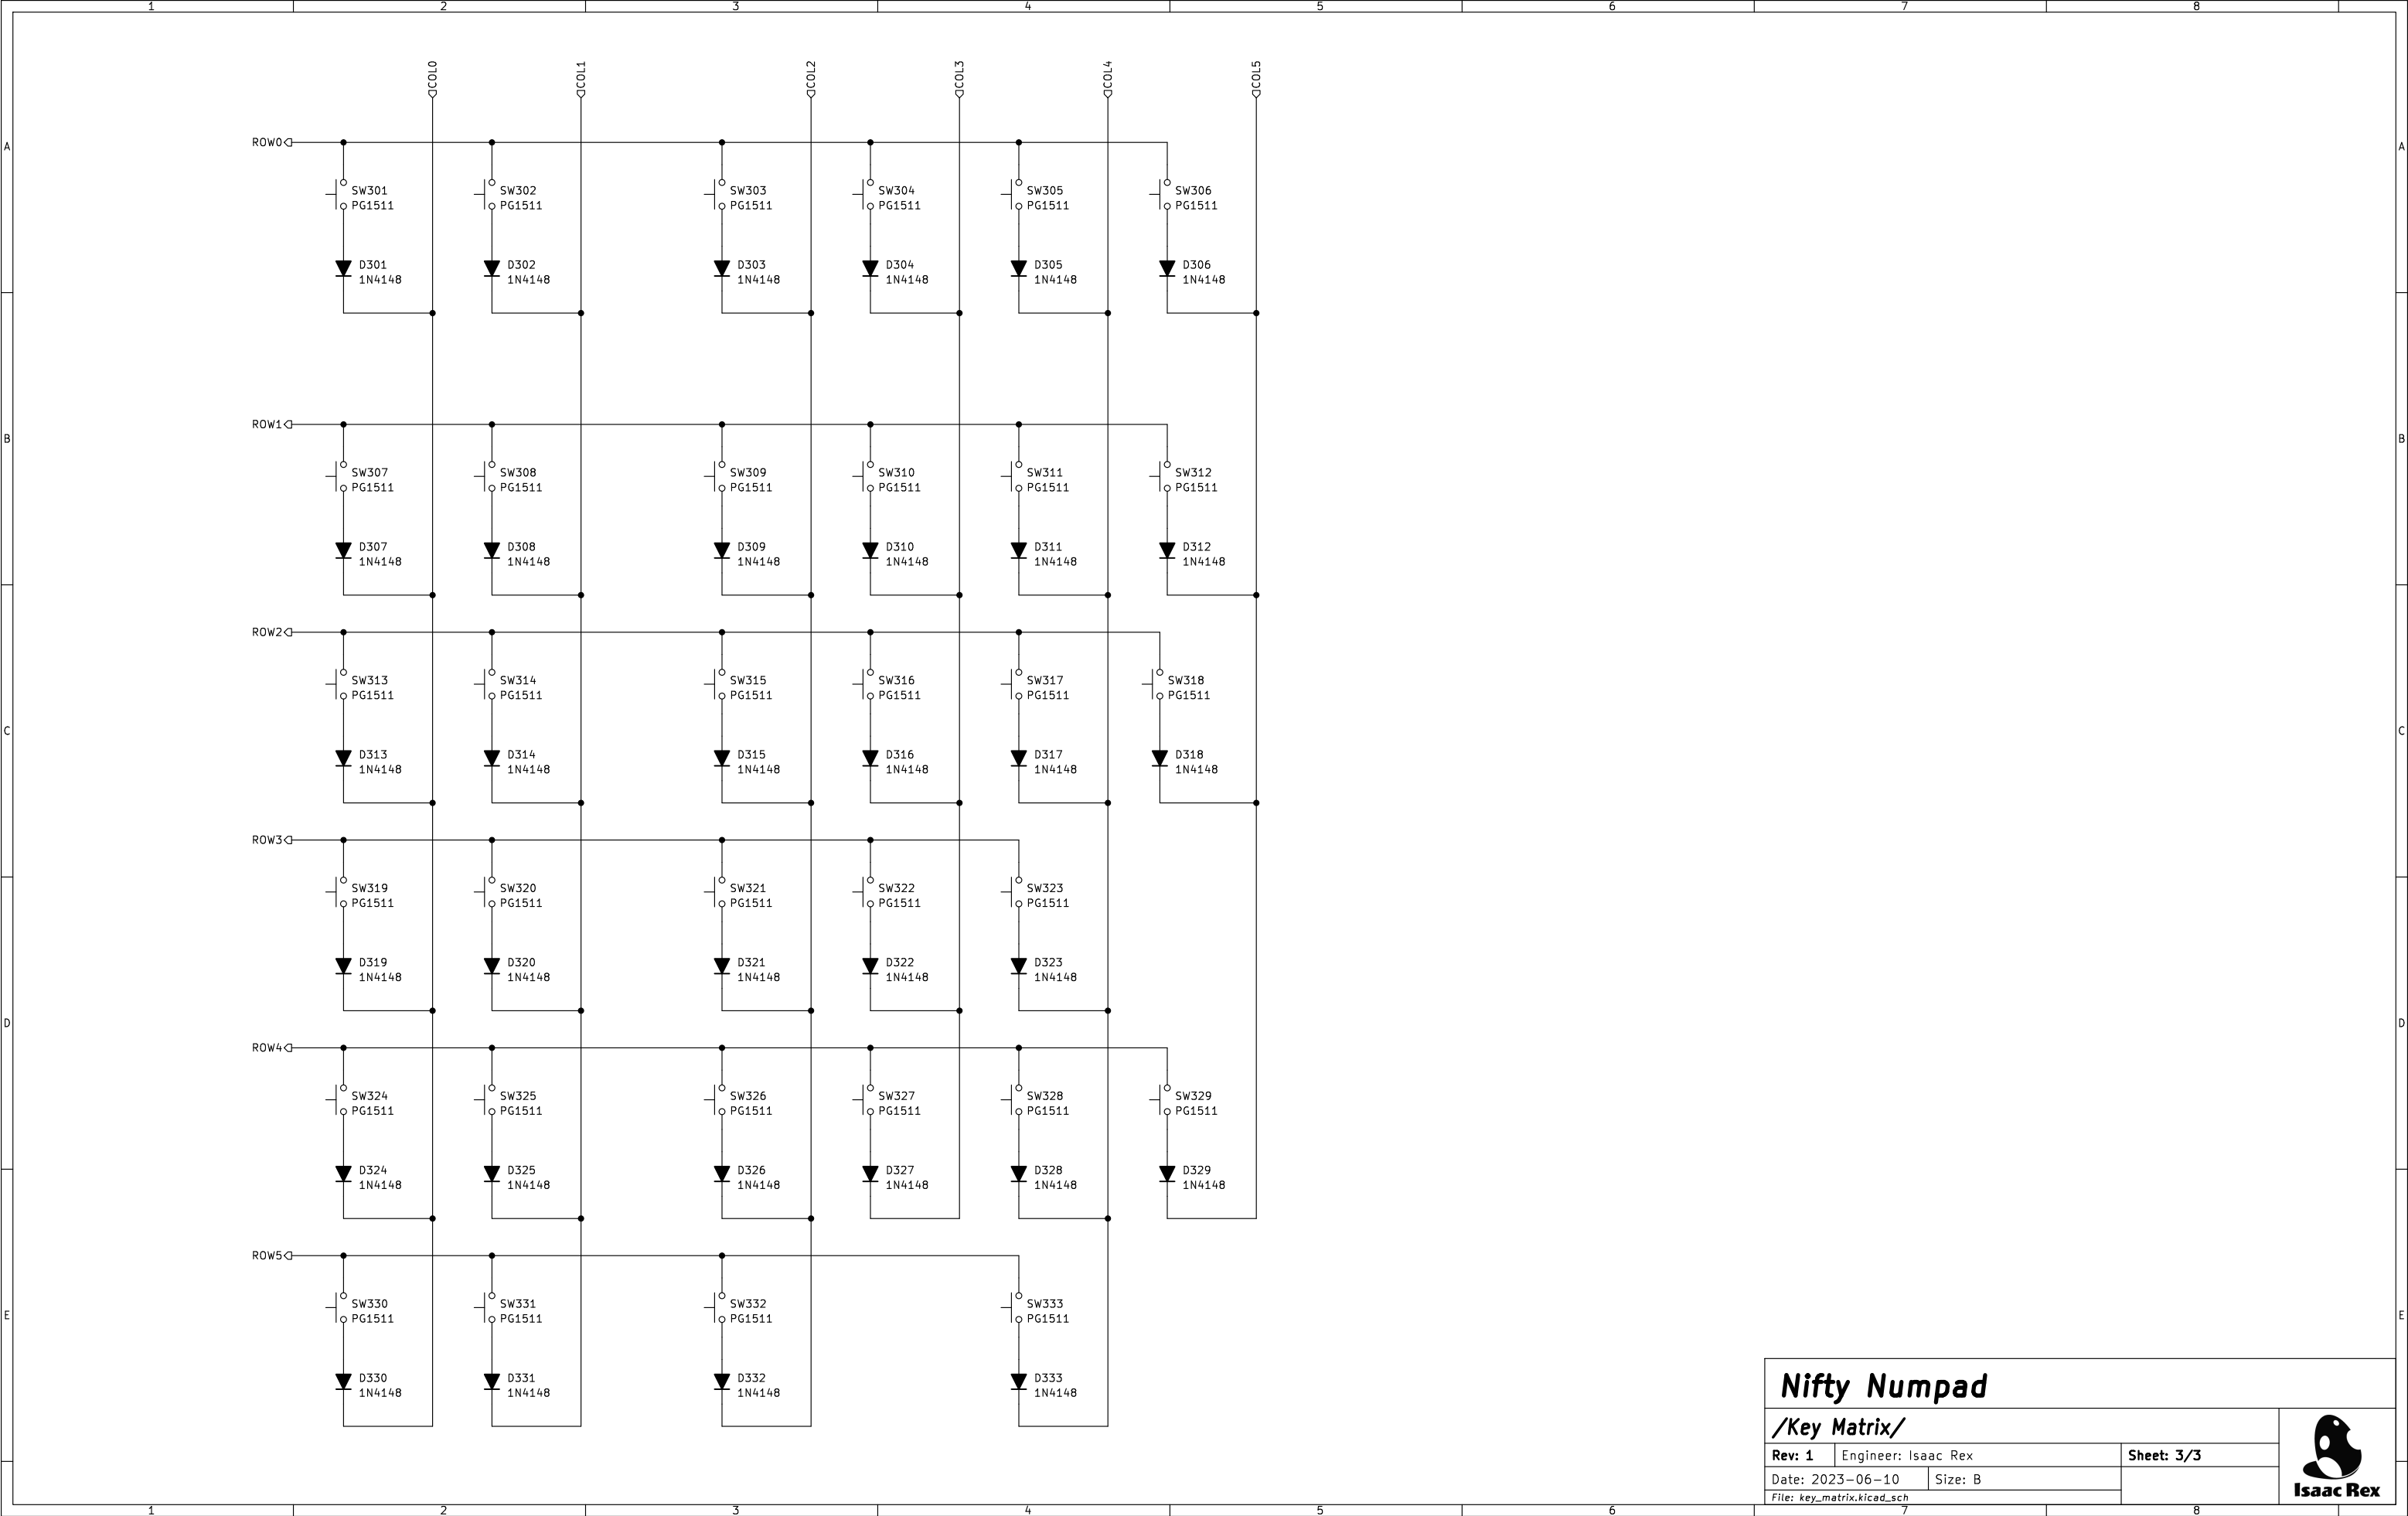 1 2 3 4 5 6 7 8
COL0 COL1 COL2 COL3 COL4 COL5
A ROW0 A
SW301 SW302 SW303 SW304 SW305 SW306
PG1511 PG1511 PG1511 PG1511 PG1511 PG1511
D301 D302 D303 D304 D305 D306
1N4148 1N4148 1N4148 1N4148 1N4148 1N4148
B ROW1 B
SW307 SW308 SW309 SW310 SW311 SW312
PG1511 PG1511 PG1511 PG1511 PG1511 PG1511
D307 D308 D309 D310 D311 D312
1N4148 1N4148 1N4148 1N4148 1N4148 1N4148
ROW2
SW313 SW314 SW315 SW316 SW317 SW318
PG1511 PG1511 PG1511 PG1511 PG1511 PG1511
C C
D313 D314 D315 D316 D317 D318
1N4148 1N4148 1N4148 1N4148 1N4148 1N4148
ROW3
SW319 SW320 SW321 SW322 SW323
PG1511 PG1511 PG1511 PG1511 PG1511
D319 D320 D321 D322 D323
1N4148 1N4148 1N4148 1N4148 1N4148
D D
ROW4
SW324 SW325 SW326 SW327 SW328 SW329
PG1511 PG1511 PG1511 PG1511 PG1511 PG1511
D324 D325 D326 D327 D328 D329
1N4148 1N4148 1N4148 1N4148 1N4148 1N4148
ROW5
SW330 SW331 SW332 SW333
E PG1511 PG1511 PG1511 PG1511 E
D330 D331 D332 D333
1N4148 1N4148 1N4148 1N4148
Nifty Numpad
/Key Matrix/
Rev: 1 Engineer: Isaac Rex Sheet: 3/3
Date: 2023-06-10 Size: B
File: key_matrix.kicad_sch
Isaac Rex
1 2 3 4 5 6 7 8